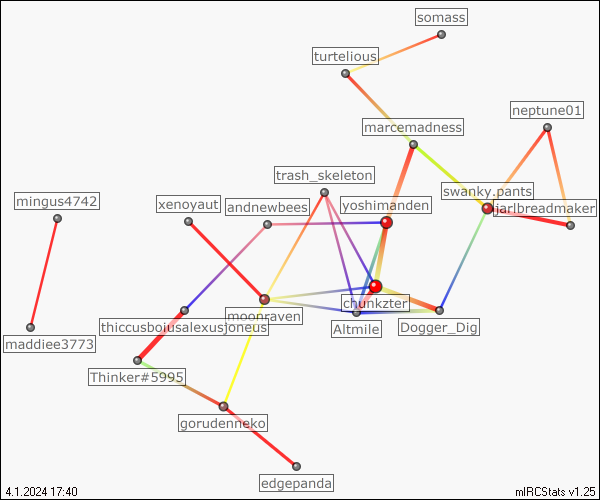 somass
turtelious
neptune01
marcemadness
trash_skeleton
swanky.pants
mingus4742
xenoyaut
andnewbees
yoshimanden
jarlbreadmaker
chunkzter
moonraven
thiccusboiusalexusjoneus
Altmile
Dogger_Dig
maddiee3773
Thinker#5995
gorudenneko
edgepanda
4.1.2024 17:40
mIRCStats v1.25